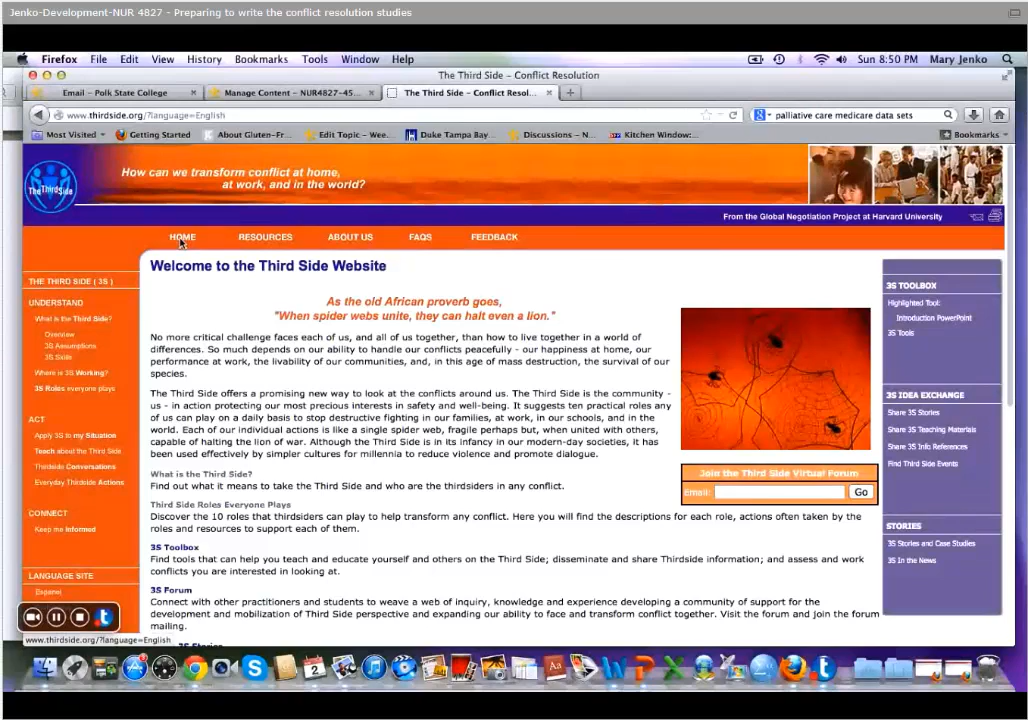 Jenko-Development-NUR 4827 - Preparing to write the conflict resolution studies
Firefox File Edit View History Bookmarks Tools Window Help
Sun 8:50 PM Mary Jenko
The Third Side - Conflict Resolution
Email - Polk State College
Manage Content - NUR4827-45...
The Third Side - Conflict Resol...
www.thirdside.org/?language=English
palliative care medicare data sets
Most Visited
Getting Started
About Gluten-Fr...
Edit Topic - Wee...
Duke Tampa Bay...
Discussions - N...
Kitchen Window:...
Bookmarks
The Third Side
How can we transform conflict at home,
at work, and in the world?
From the Global Negotiation Project at Harvard University
HOME RESOURCES ABOUT US FAQS FEEDBACK
THE THIRD SIDE ( 3S )
UNDERSTAND
What is the Third Side?
Overview
3S Assumptions
3S Skills
Where is 3S Working?
3S Roles everyone plays
ACT
Apply 3S to my Situation
Teach about the Third Side
Thirdside Conversations
Everyday Thirdside Actions
CONNECT
Keep me Informed
LANGUAGE SITE
Espanol
Welcome to the Third Side Website
As the old African proverb goes,
"When spider webs unite, they can halt even a lion."
No more critical challenge faces each of us, and all of us together, than how to live together in a world of
differences. So much depends on our ability to handle our conflicts peacefully - our happiness at home, our
performance at work, the livability of our communities, and, in this age of mass destruction, the survival of our
species.
The Third Side offers a promising new way to look at the conflicts around us. The Third Side is the community -
us - in action protecting our most precious interests in safety and well-being. It suggests ten practical roles any
of us can play on a daily basis to stop destructive fighting in our families, at work, in our schools, and in the
world. Each of our individual actions is like a single spider web, fragile perhaps but, when united with others,
capable of halting the lion of war. Although the Third Side is in its infancy in our modern-day societies, it has
been used effectively by simpler cultures for millennia to reduce violence and promote dialogue.
What is the Third Side?
Find out what it means to take the Third Side and who are the thirdsiders in any conflict.
Third Side Roles Everyone Plays
Discover the 10 roles that thirdsiders can play to help transform any conflict. Here you will find the descriptions for each role, actions often taken by the
roles and resources to support each of them.
3S Toolbox
Find tools that can help you teach and educate yourself and others on the Third Side; disseminate and share Thirdside information; and assess and work
conflicts you are interested in looking at.
3S Forum
Connect with other practitioners and students to weave a web of inquiry, knowledge and experience developing a community of support for the
development and mobilization of Third Side perspective and expanding our ability to face and transform conflict together. Visit the forum and join the forum
mailing.
3S Stories
Join the Third Side Virtual Forum
Email: Go
3S TOOLBOX
Highlighted Tool:
Introduction PowerPoint
3S Tools
3S IDEA EXCHANGE
Share 3S Stories
Share 3S Teaching Materials
Share 3S Info References
Find Third Side Events
STORIES
3S Stories and Case Studies
3S In the News
www.thirdside.org/?language=English